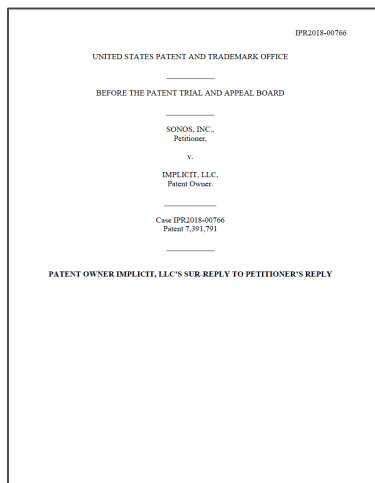 IPR2018-00766
UNITED STATES PATENT AND TRADEMARK OFFICE
BEFORE THE PATENT TRIAL AND APPEAL BOARD
SONOS, INC.,
Petitioner,
v.
IMPLICIT, LLC,
Patent Owner.
Case IPR2018-00766
Patent 7,391,791
PATENT OWNER IMPLICIT, LLC'S SUR-REPLY TO PETITIONER'S REPLY